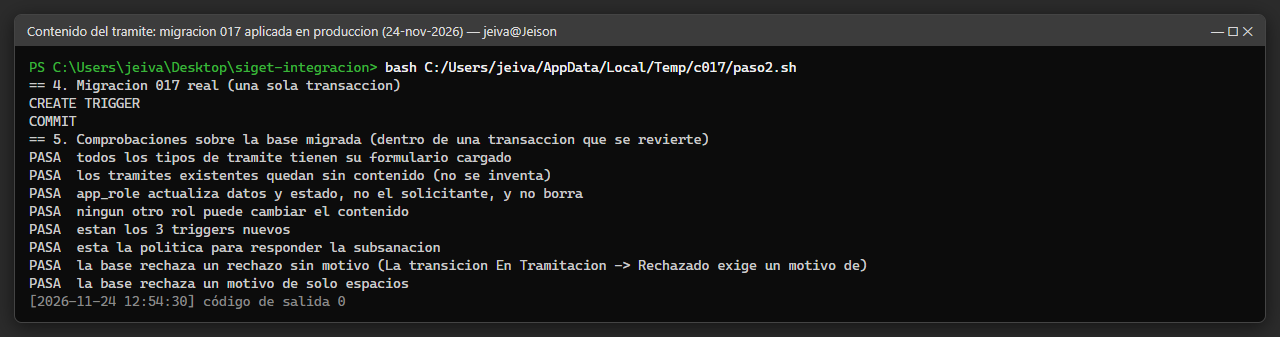 Contenido del tramite: migracion 017 aplicada en produccion (24-nov-2026) — jeiva@Jeison
PS C:\Users\jeiva\Desktop\siget-integracion> bash C:/Users/jeiva/AppData/Local/Temp/c017/paso2.sh
== 4. Migracion 017 real (una sola transaccion)
CREATE TRIGGER
COMMIT
== 5. Comprobaciones sobre la base migrada (dentro de una transaccion que se revierte)
PASA  todos los tipos de tramite tienen su formulario cargado
PASA  los tramites existentes quedan sin contenido (no se inventa)
PASA  app_role actualiza datos y estado, no el solicitante, y no borra
PASA  ningun otro rol puede cambiar el contenido
PASA  estan los 3 triggers nuevos
PASA  esta la politica para responder la subsanacion
PASA  la base rechaza un rechazo sin motivo (La transicion En Tramitacion -> Rechazado exige un motivo de)
PASA  la base rechaza un motivo de solo espacios
[2026-11-24 12:54:30] código de salida 0